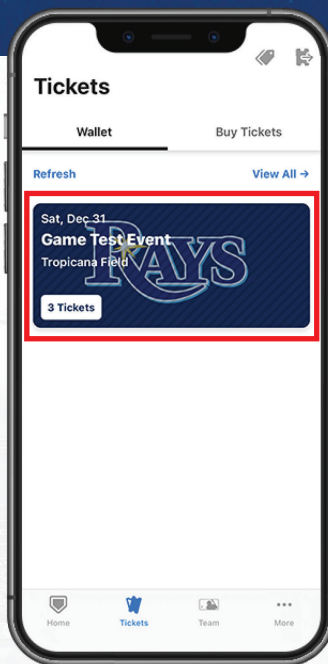 Tickets
Wallet
Buy Tickets
Refresh
View All →
Sat, Dec 31
Game Test Event
RAYS
Tropicana Field
3 Tickets
Home
Tickets
Team
More